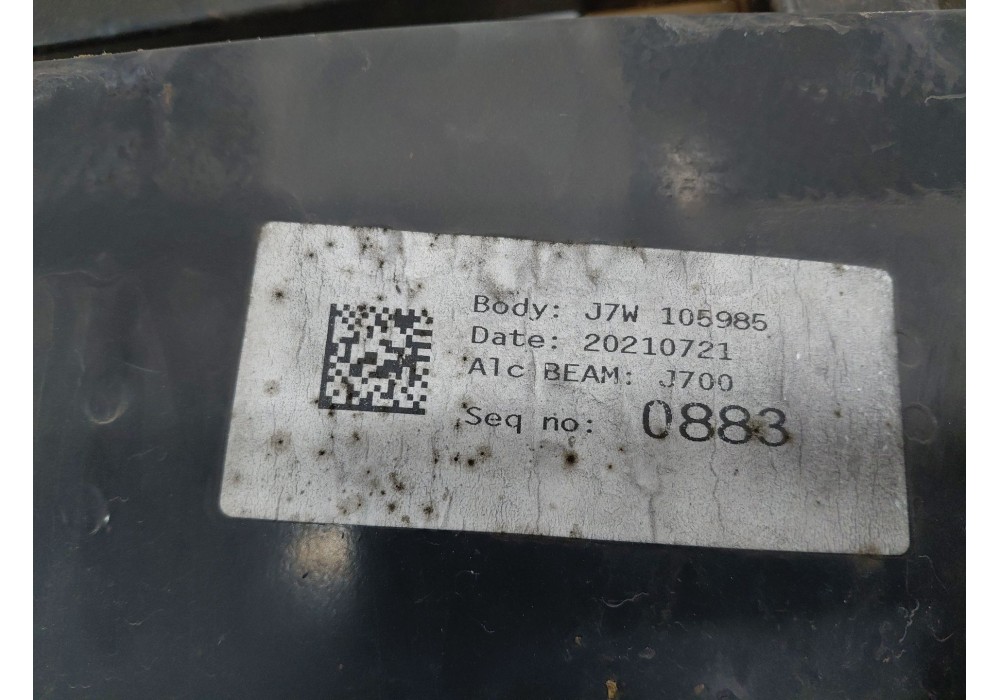 Body: J7W 105985
Date: 20210721
Alc BEAM: J700
Seq no: 0883